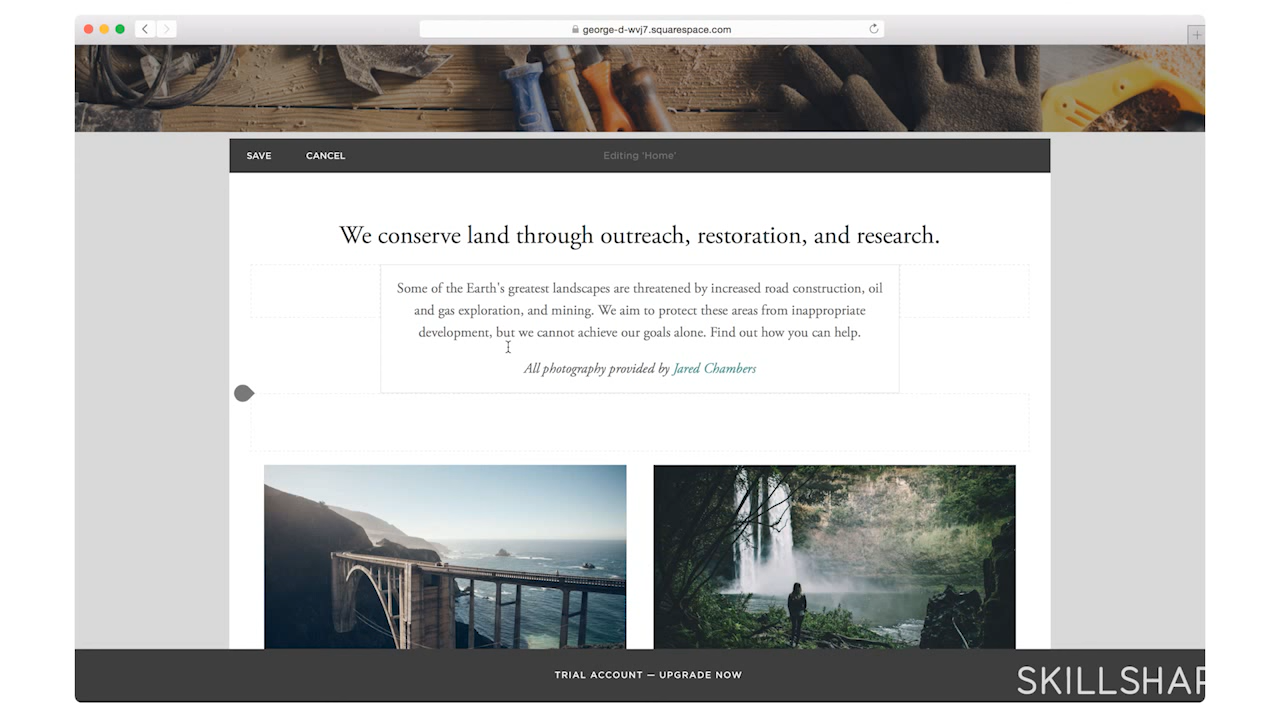 george-d-wvj7.squarespace.com
SAVE CANCEL Editing 'Home'
We conserve land through outreach, restoration, and research.
Some of the Earth's greatest landscapes are threatened by increased road construction, oil
and gas exploration, and mining. We aim to protect these areas from inappropriate
development, but we cannot achieve our goals alone. Find out how you can help.
All photography provided by Jared Chambers
TRIAL ACCOUNT — UPGRADE NOW
SKILLSHAR